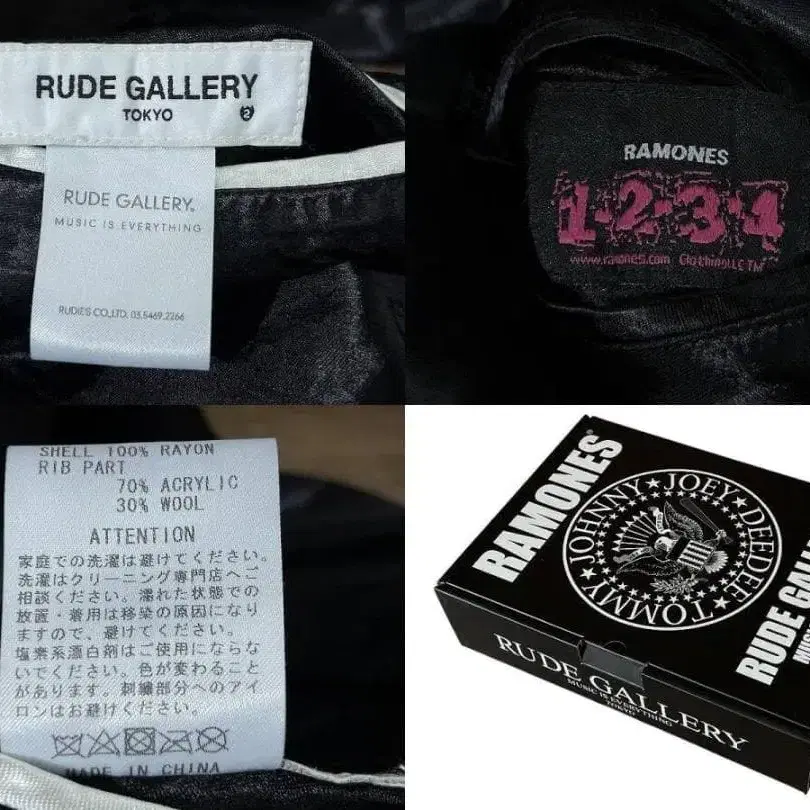 RUDE GALLERY
TOKYO 2
RUDE GALLERY.
MUSIC IS EVERYTHING
RUDIE'S CO.,LTD. 03.5469.2266
RAMONES
1-2-3-4
www.ramones.com Clothing LLC TM
SHELL 100% RAYON
RIB PART
70% ACRYLIC
30% WOOL
ATTENTION
家庭での洗濯は避けてください。
洗濯はクリーニング専門店へご
相談ください。濡れた状態での
放置・着用は移染の原因になり
ますので、避けてください。
塩素系漂白剤はご使用にならな
いでください。色が変わること
があります。刺繍部分へのアイ
ロンはお避けください。
MADE IN CHINA
RAMONES®
JOHNNY ★ JOEY ★ DEEDEE ★ TOMMY ★
RUDE GALLE
MUSIC
RUDE GALLERY
MUSIC IS EVERYTHING
TOKYO